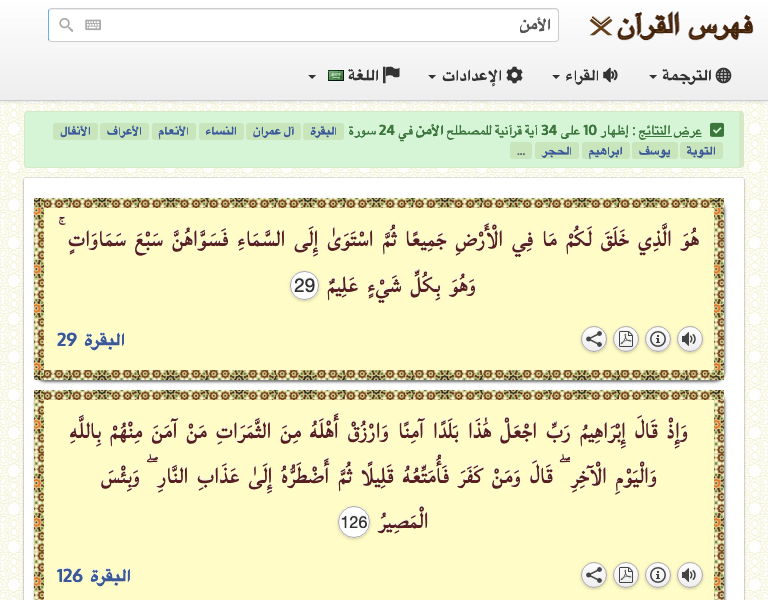 فهرس القرآن
الأمن
الترجمة القراء الإعدادات اللغة
عرض النتائج : إظهار 10 على 34 آية قرآنية للمصطلح الأمن في 24 سورة البقرة آل عمران النساء الأنعام الأعراف الأنفال
التوبة يوسف ابراهيم الحجر ...
هُوَ الَّذِي خَلَقَ لَكُمْ مَا فِي الْأَرْضِ جَمِيعًا ثُمَّ اسْتَوَىٰ إِلَى السَّمَاءِ فَسَوَّاهُنَّ سَبْعَ سَمَاوَاتٍ ۚ
وَهُوَ بِكُلِّ شَيْءٍ عَلِيمٌ 29
البقرة 29
وَإِذْ قَالَ إِبْرَاهِيمُ رَبِّ اجْعَلْ هَٰذَا بَلَدًا آمِنًا وَارْزُقْ أَهْلَهُ مِنَ الثَّمَرَاتِ مَنْ آمَنَ مِنْهُمْ بِاللَّهِ
وَالْيَوْمِ الْآخِرِ ۖ قَالَ وَمَنْ كَفَرَ فَأُمَتِّعُهُ قَلِيلًا ثُمَّ أَضْطَرُّهُ إِلَىٰ عَذَابِ النَّارِ ۖ وَبِئْسَ
الْمَصِيرُ 126
البقرة 126